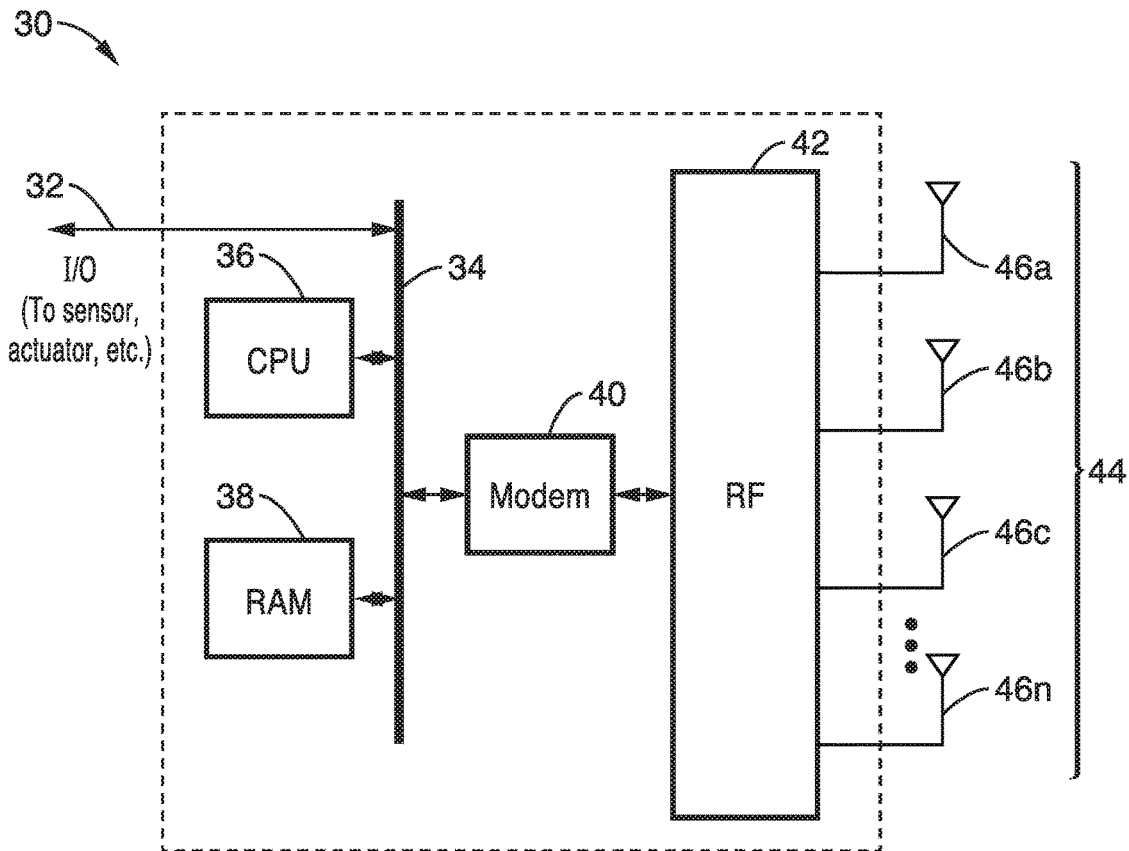 30
32
I/O
(To sensor,
actuator, etc.)
36
CPU
34
38
RAM
40
Modem
42
RF
46a
46b
46c
46n
44